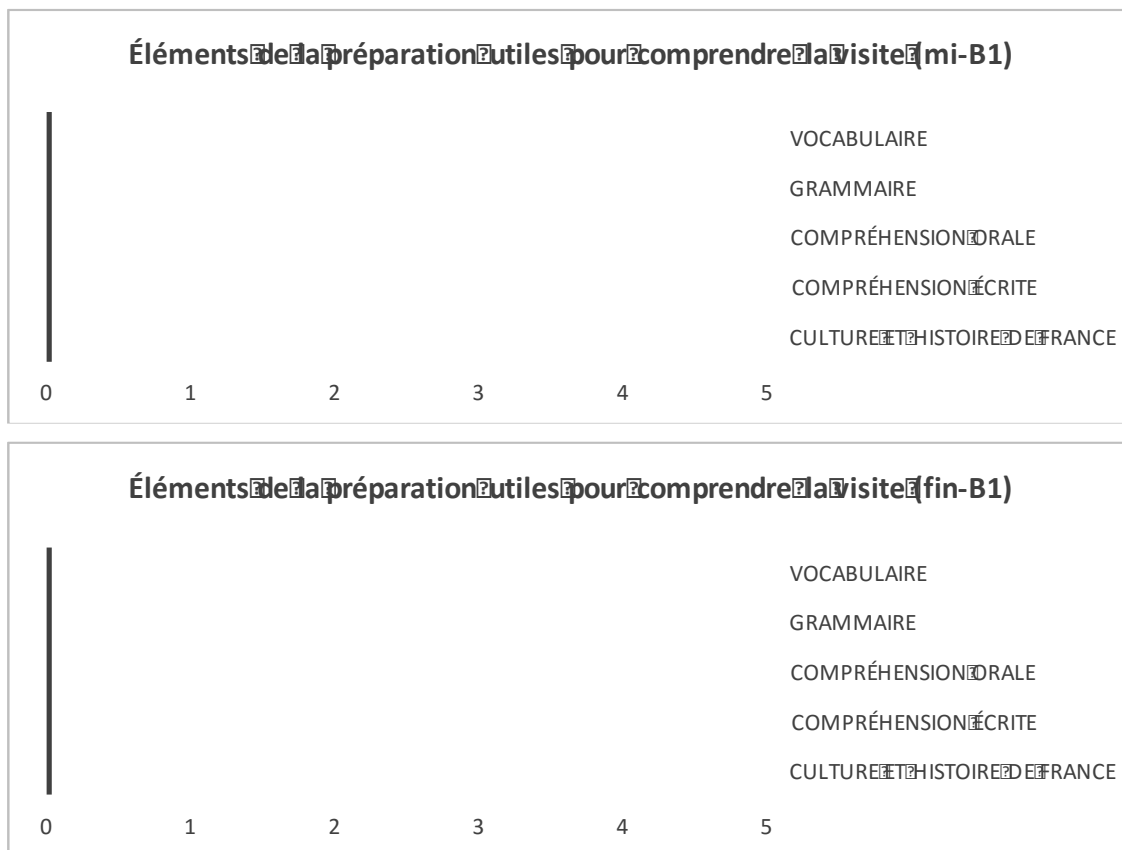 Éléments de la préparation utiles pour comprendre la visite (mi-B1)
VOCABULAIRE
GRAMMAIRE
COMPRÉHENSION ORALE
COMPRÉHENSION ÉCRITE
CULTURE ET HISTOIRE DE FRANCE
0 1 2 3 4 5
Éléments de la préparation utiles pour comprendre la visite (fin-B1)
VOCABULAIRE
GRAMMAIRE
COMPRÉHENSION ORALE
COMPRÉHENSION ÉCRITE
CULTURE ET HISTOIRE DE FRANCE
0 1 2 3 4 5